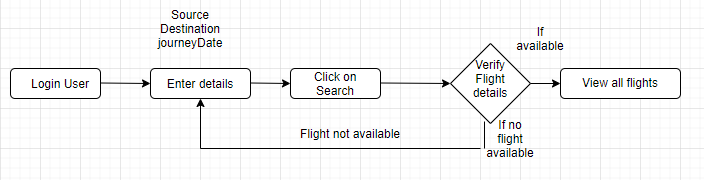 Source
Destination
journeyDate
If
available
Login User
Enter details
Click on
Search
Verify
Flight
details
View all flights
Flight not available
If no
flight
available